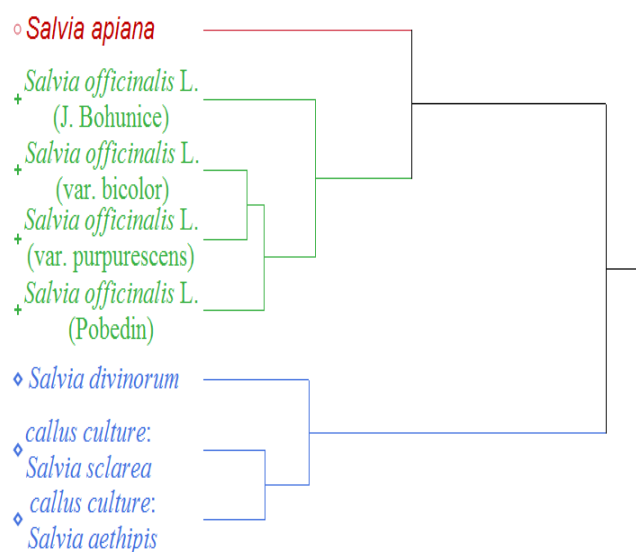 Salvia apiana
Salvia officinalis L.
(J. Bohunice)
Salvia officinalis L.
(var. bicolor)
Salvia officinalis L.
(var. purpurescens)
Salvia officinalis L.
(Pobedin)
Salvia divinorum
callus culture:
Salvia sclarea
callus culture:
Salvia aethipis